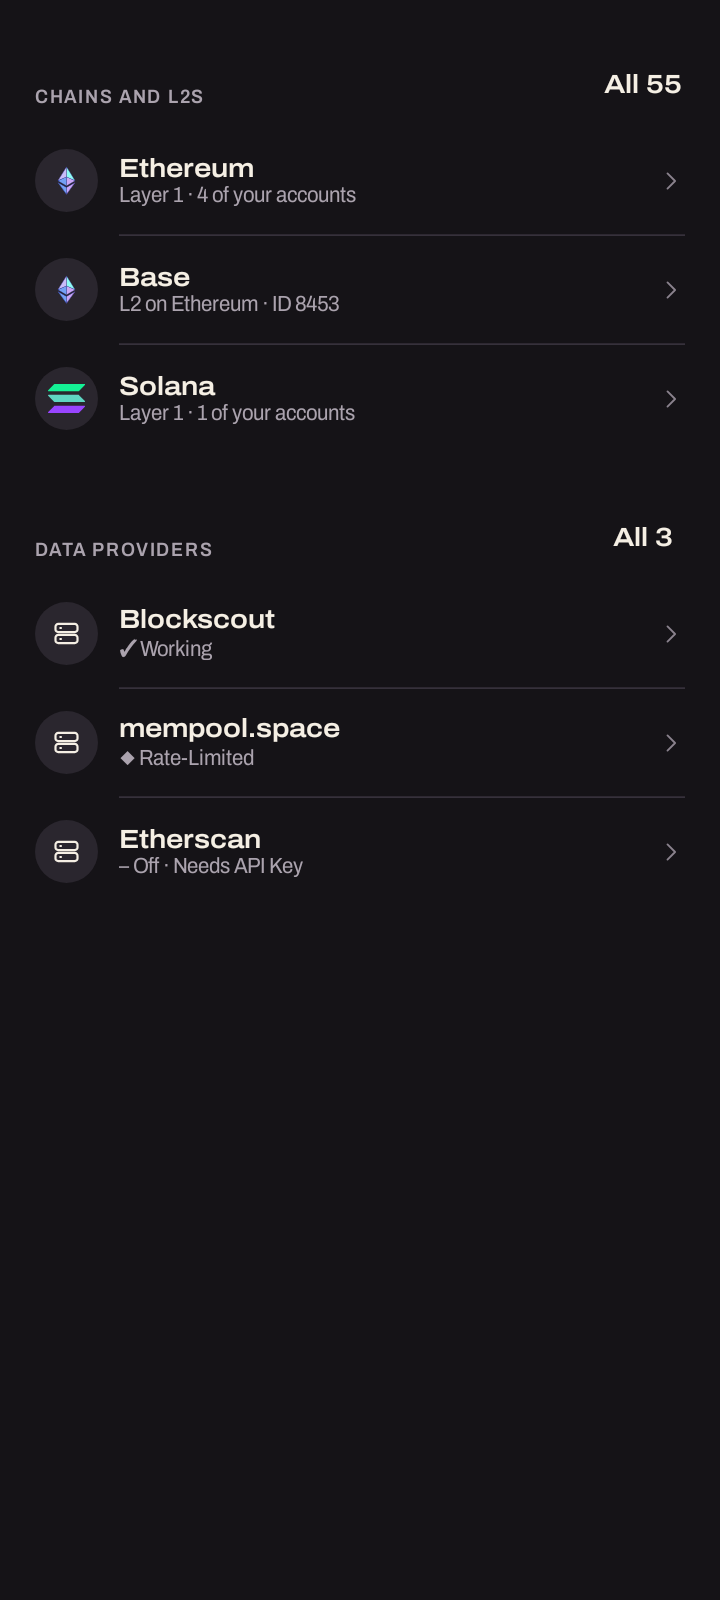 CHAINS AND L2S
All 55
Ethereum
Layer 1 · 4 of your accounts
Base
L2 on Ethereum · ID 8453
Solana
Layer 1 · 1 of your accounts
DATA PROVIDERS
All 3
Blockscout
✓ Working
mempool.space
◆ Rate-Limited
Etherscan
– Off · Needs API Key